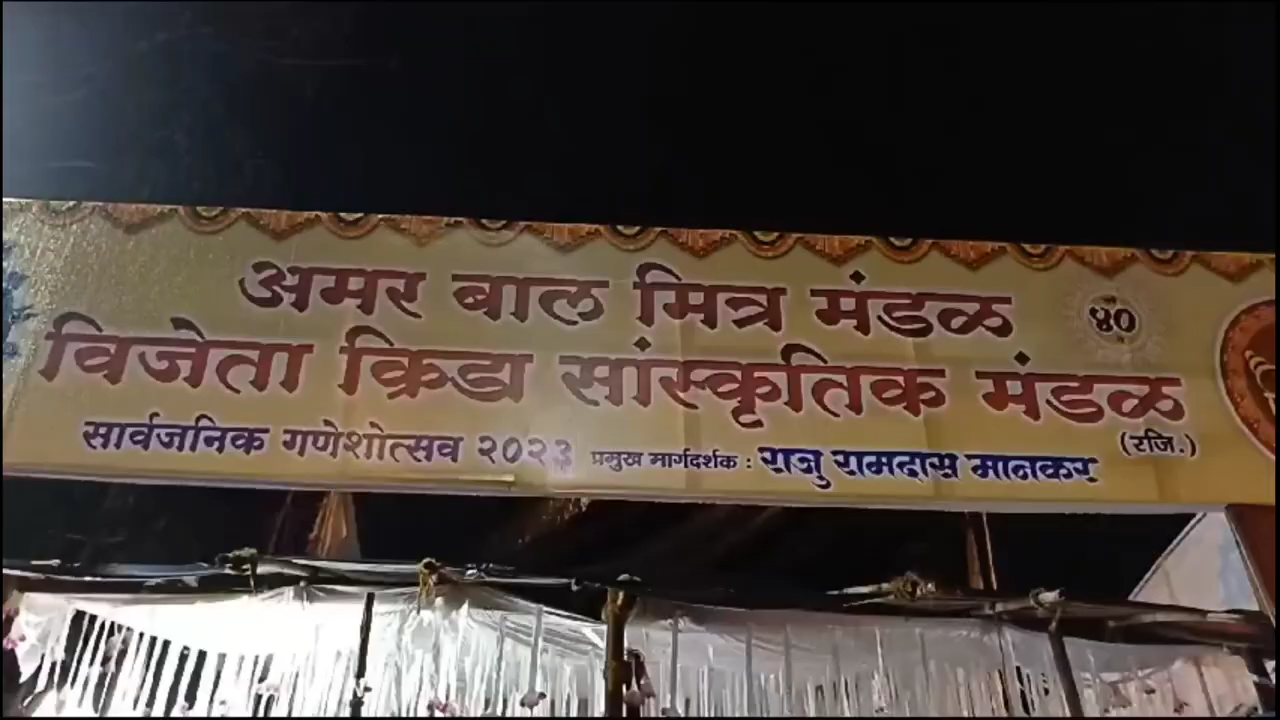 अमर बाल मित्र मंडळ
४०
विजेता क्रिडा सांस्कृतिक मंडळ
(रजि.)
सार्वजनिक गणेशोत्सव २०२३ प्रमुख मार्गदर्शक : राजु रामदास मानकर